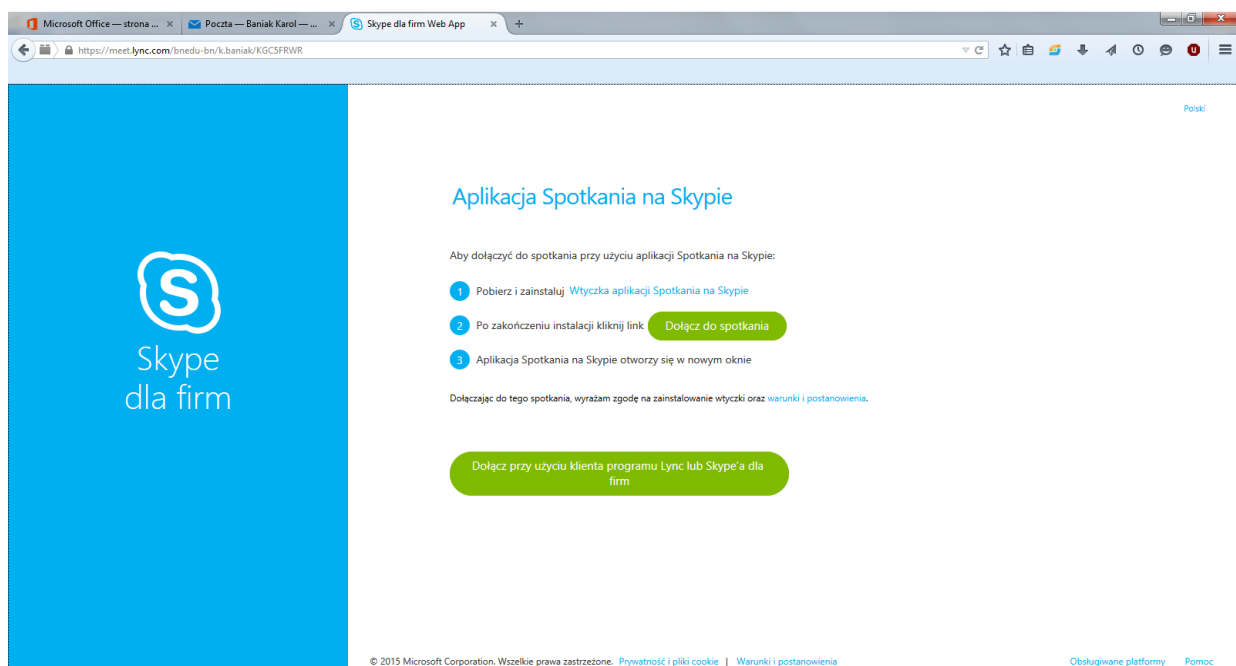 Microsoft Office — strona ...
Poczta — Baniak Karol — ...
Skype dla firm Web App
https://meet.lync.com/bnedu-bn/k.baniak/KGC5FRWR
Polski
Aplikacja Spotkania na Skypie
Aby dołączyć do spotkania przy użyciu aplikacji Spotkania na Skypie:
1 Pobierz i zainstaluj Wtyczka aplikacji Spotkania na Skypie
2 Po zakończeniu instalacji kliknij link Dołącz do spotkania
3 Aplikacja Spotkania na Skypie otworzy się w nowym oknie
Skype
dla firm
Dołączając do tego spotkania, wyrażam zgodę na zainstalowanie wtyczki oraz warunki i postanowienia.
Dołącz przy użyciu klienta programu Lync lub Skype'a dla
firm
© 2015 Microsoft Corporation. Wszelkie prawa zastrzeżone. Prywatność i pliki cookie | Warunki i postanowienia
Obsługiwane platformy Pomoc